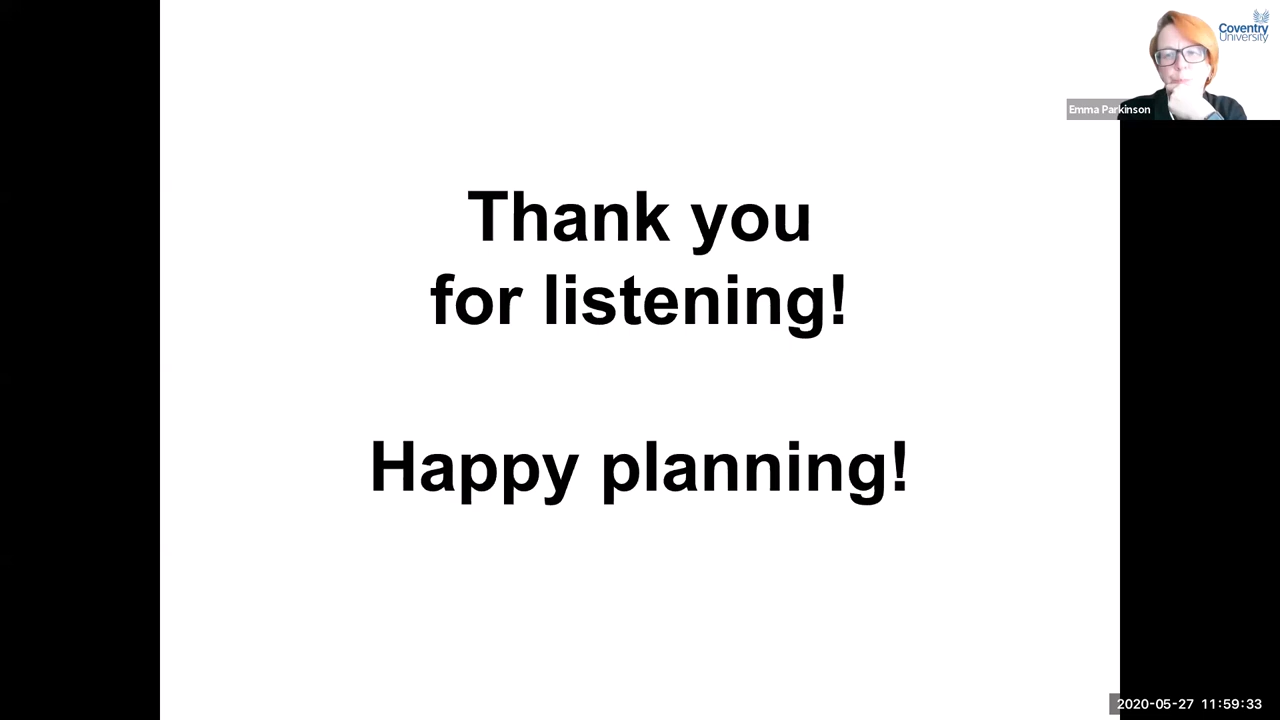 Coventry
University
Emma Parkinson
Thank you
for listening!
Happy planning!
2020-05-27 11:59:33